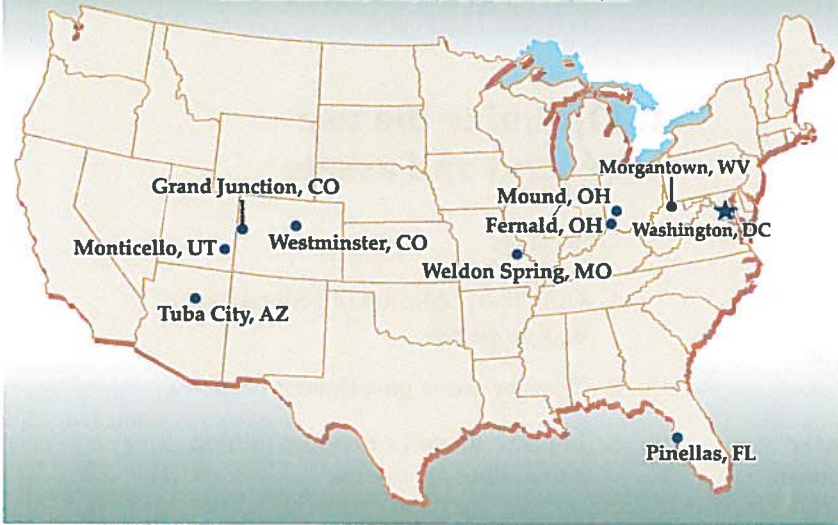 Morgantown, WV
Grand Junction, CO
Mound, OH
Fernald, OH
Washington, DC
Monticello, UT
Westminster, CO
Weldon Spring, MO
Tuba City, AZ
Pinellas, FL